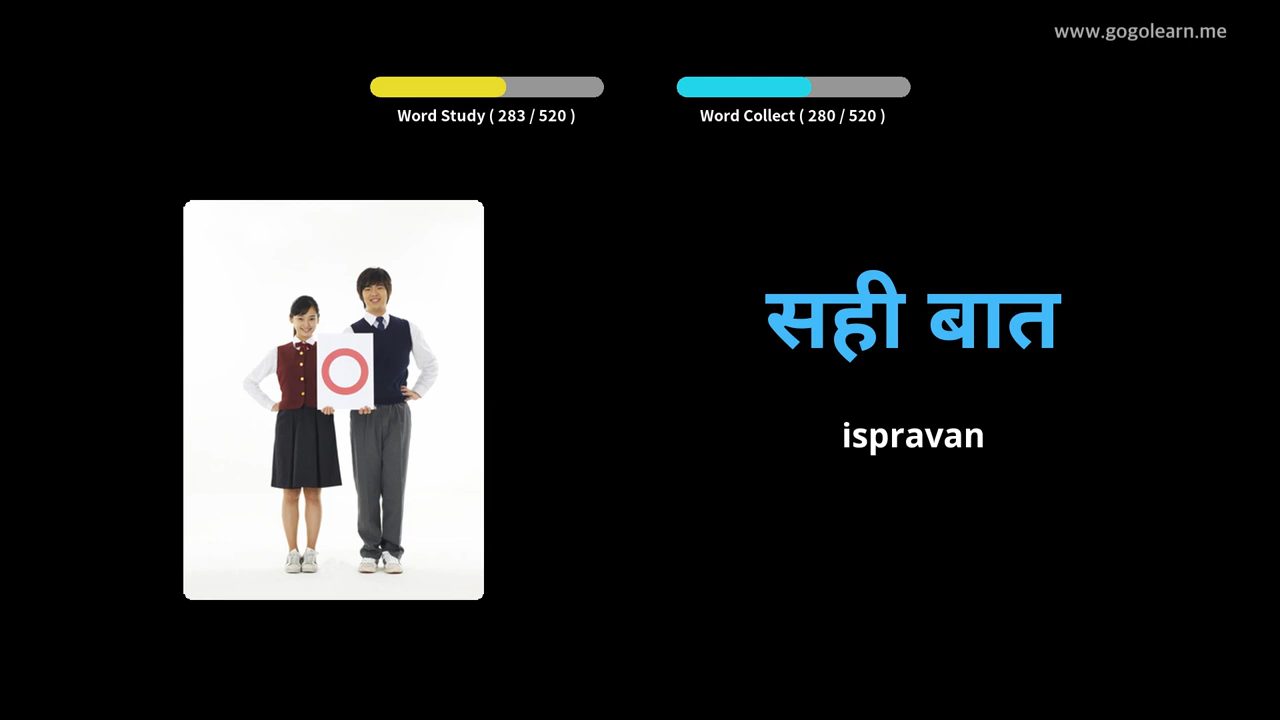 www.gogolearn.me
Word Study ( 283 / 520 )
Word Collect ( 280 / 520 )
सही बात
ispravan